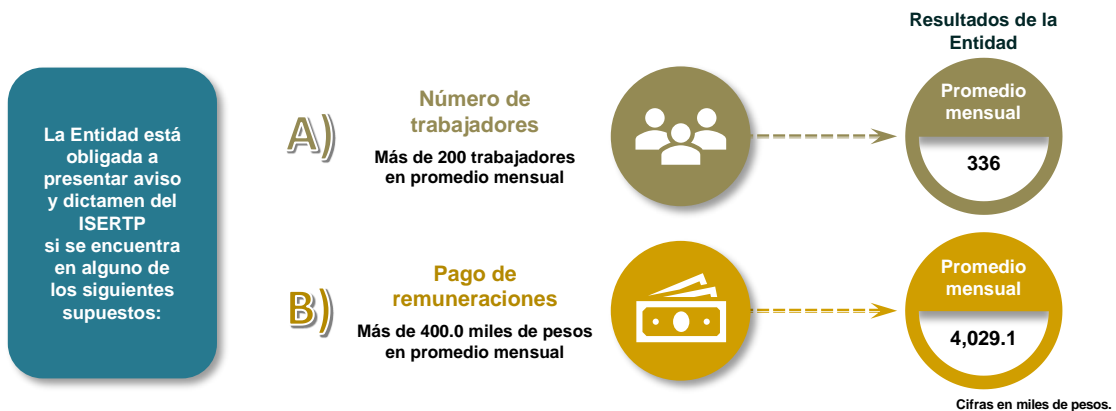 Resultados de la
Entidad
La Entidad está
obligada a
presentar aviso
y dictamen del
ISERTP
si se encuentra
en alguno de
los siguientes
supuestos:
A)
Número de
trabajadores
Más de 200 trabajadores
en promedio mensual
Promedio
mensual
336
B)
Pago de
remuneraciones
Más de 400.0 miles de pesos
en promedio mensual
Promedio
mensual
4,029.1
Cifras en miles de pesos.